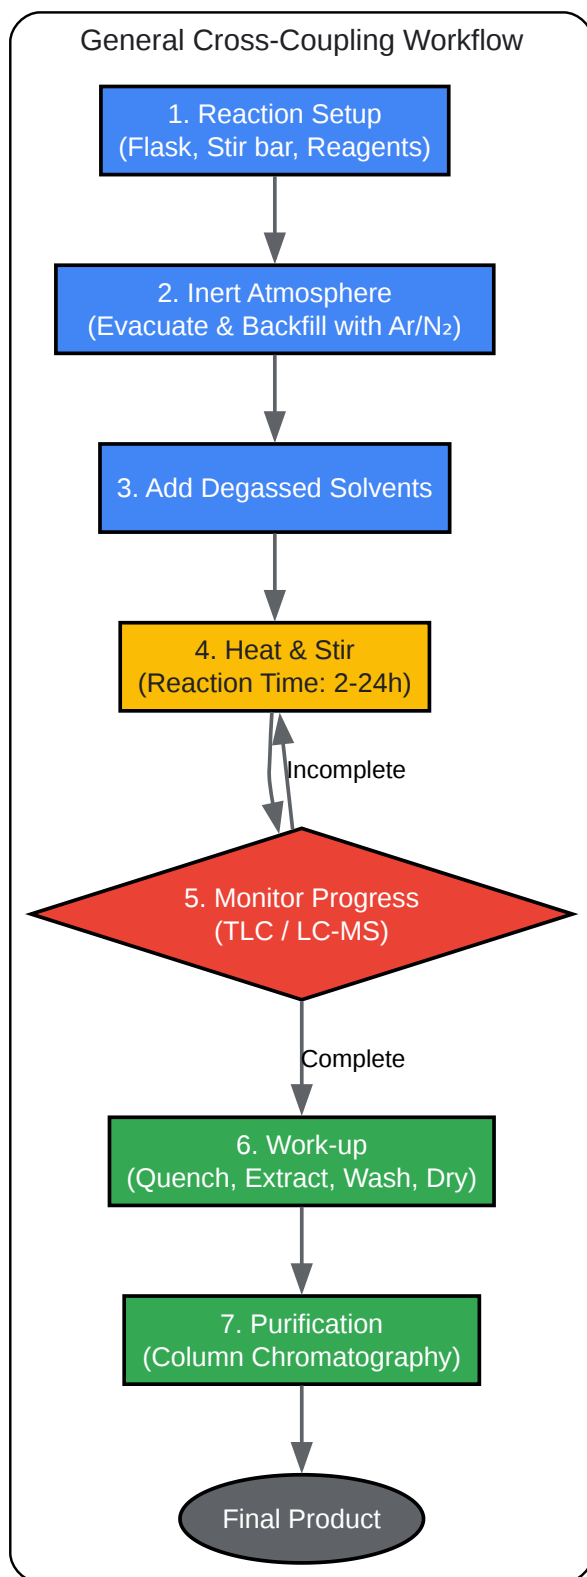 General Cross-Coupling Workflow
1. Reaction Setup
(Flask, Stir bar, Reagents)
2. Inert Atmosphere
(Evacuate & Backfill with Ar/N₂)
3. Add Degassed Solvents
4. Heat & Stir
(Reaction Time: 2-24h)
Incomplete
5. Monitor Progress
(TLC / LC-MS)
Complete
6. Work-up
(Quench, Extract, Wash, Dry)
7. Purification
(Column Chromatography)
Final Product